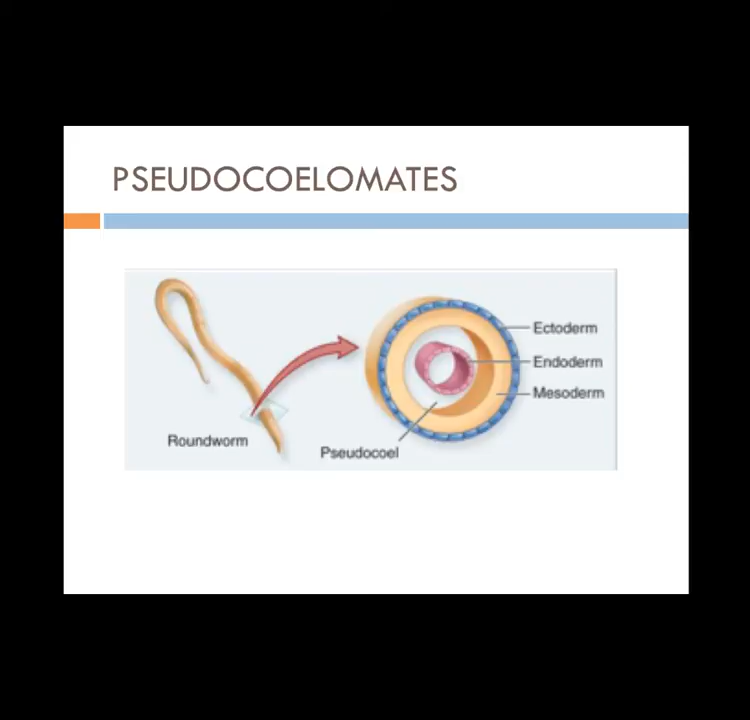 PSEUDOCOELOMATES
Ectoderm
Endoderm
Mesoderm
Roundworm
Pseudocoel